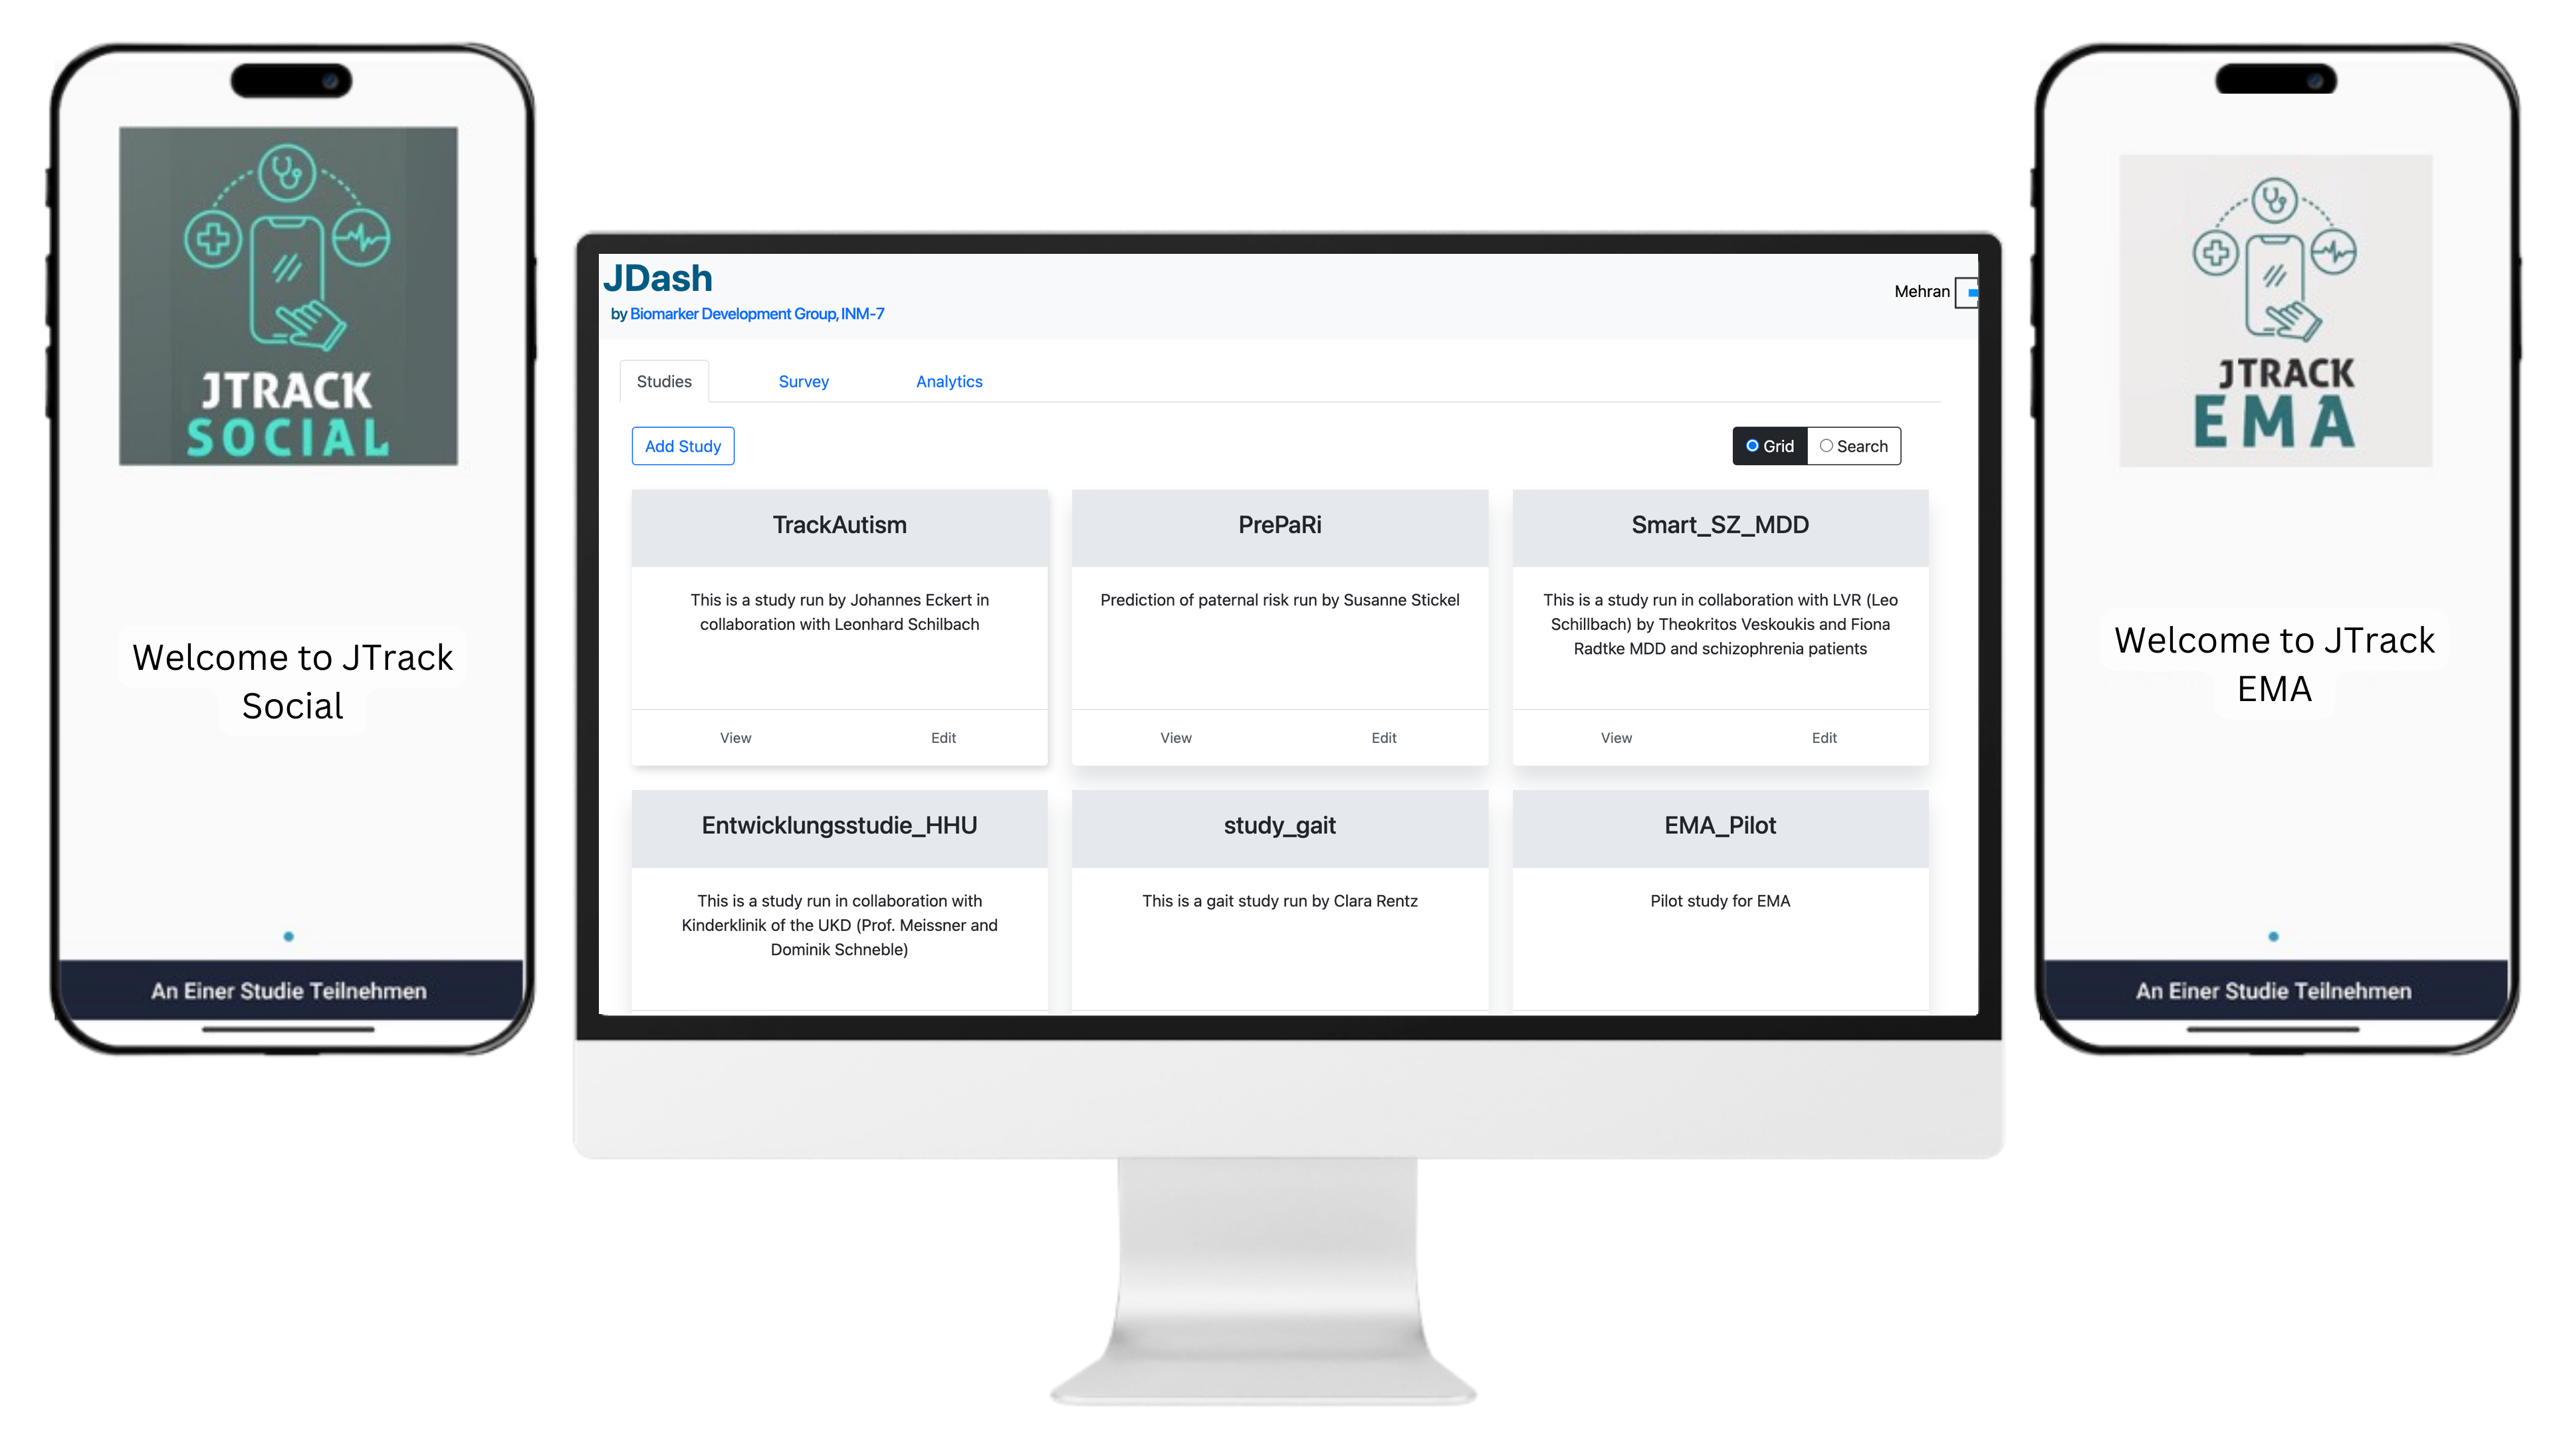 JTRACK
SOCIAL
Welcome to JTrack
Social
An Einer Studie Teilnehmen
JDash
by Biomarker Development Group, INM-7
Mehran
Studies
Survey
Analytics
Add Study
Grid
Search
TrackAutism
This is a study run by Johannes Eckert in
collaboration with Leonhard Schilbach
View
Edit
PrePaRi
Prediction of paternal risk run by Susanne Stickel
View
Edit
Smart_SZ_MDD
This is a study run in collaboration with LVR (Leo
Schillbach) by Theokritos Veskoukis and Fiona
Radtke MDD and schizophrenia patients
View
Edit
Entwicklungsstudie_HHU
This is a study run in collaboration with
Kinderklinik of the UKD (Prof. Meissner and
Dominik Schneble)
study_gait
This is a gait study run by Clara Rentz
EMA_Pilot
Pilot study for EMA
JTRACK
EMA
Welcome to JTrack
EMA
An Einer Studie Teilnehmen